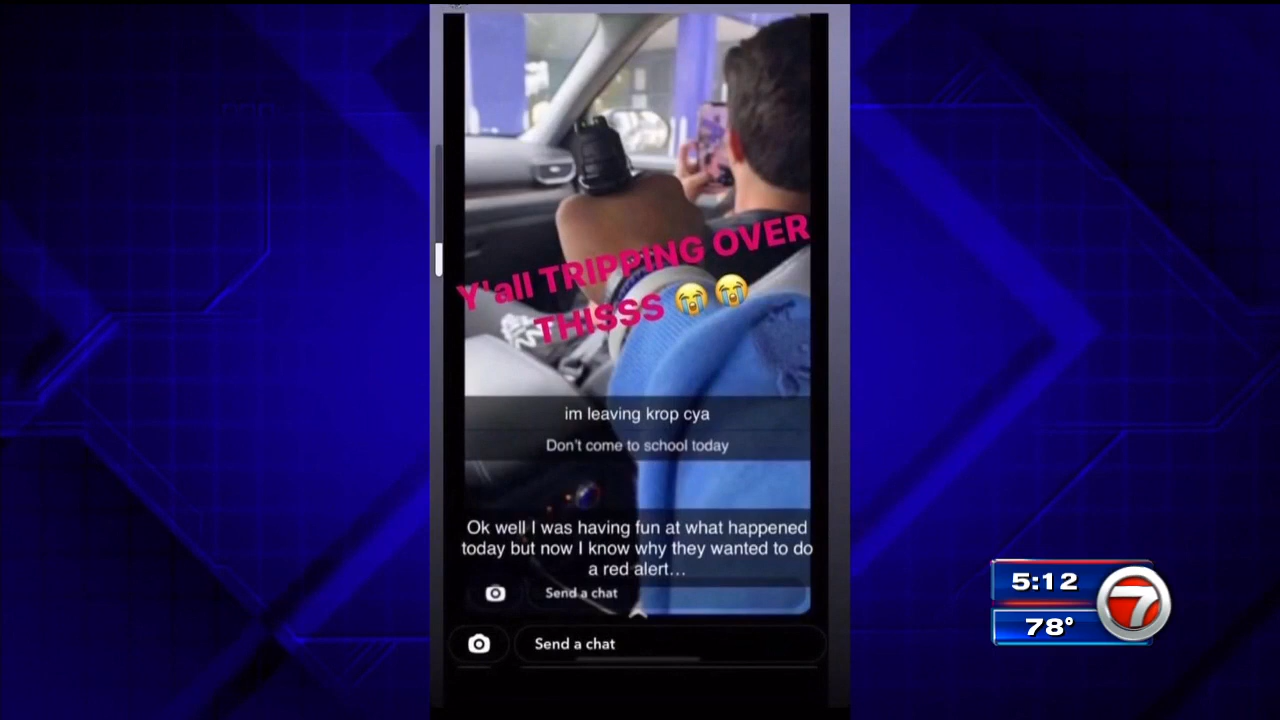 Y'all TRIPPING OVER
THISSS 😭😭
im leaving krop cya
Don't come to school today
Ok well I was having fun at what happened
today but now I know why they wanted to do
a red alert...
Send a chat
Send a chat
5:12
78°
7